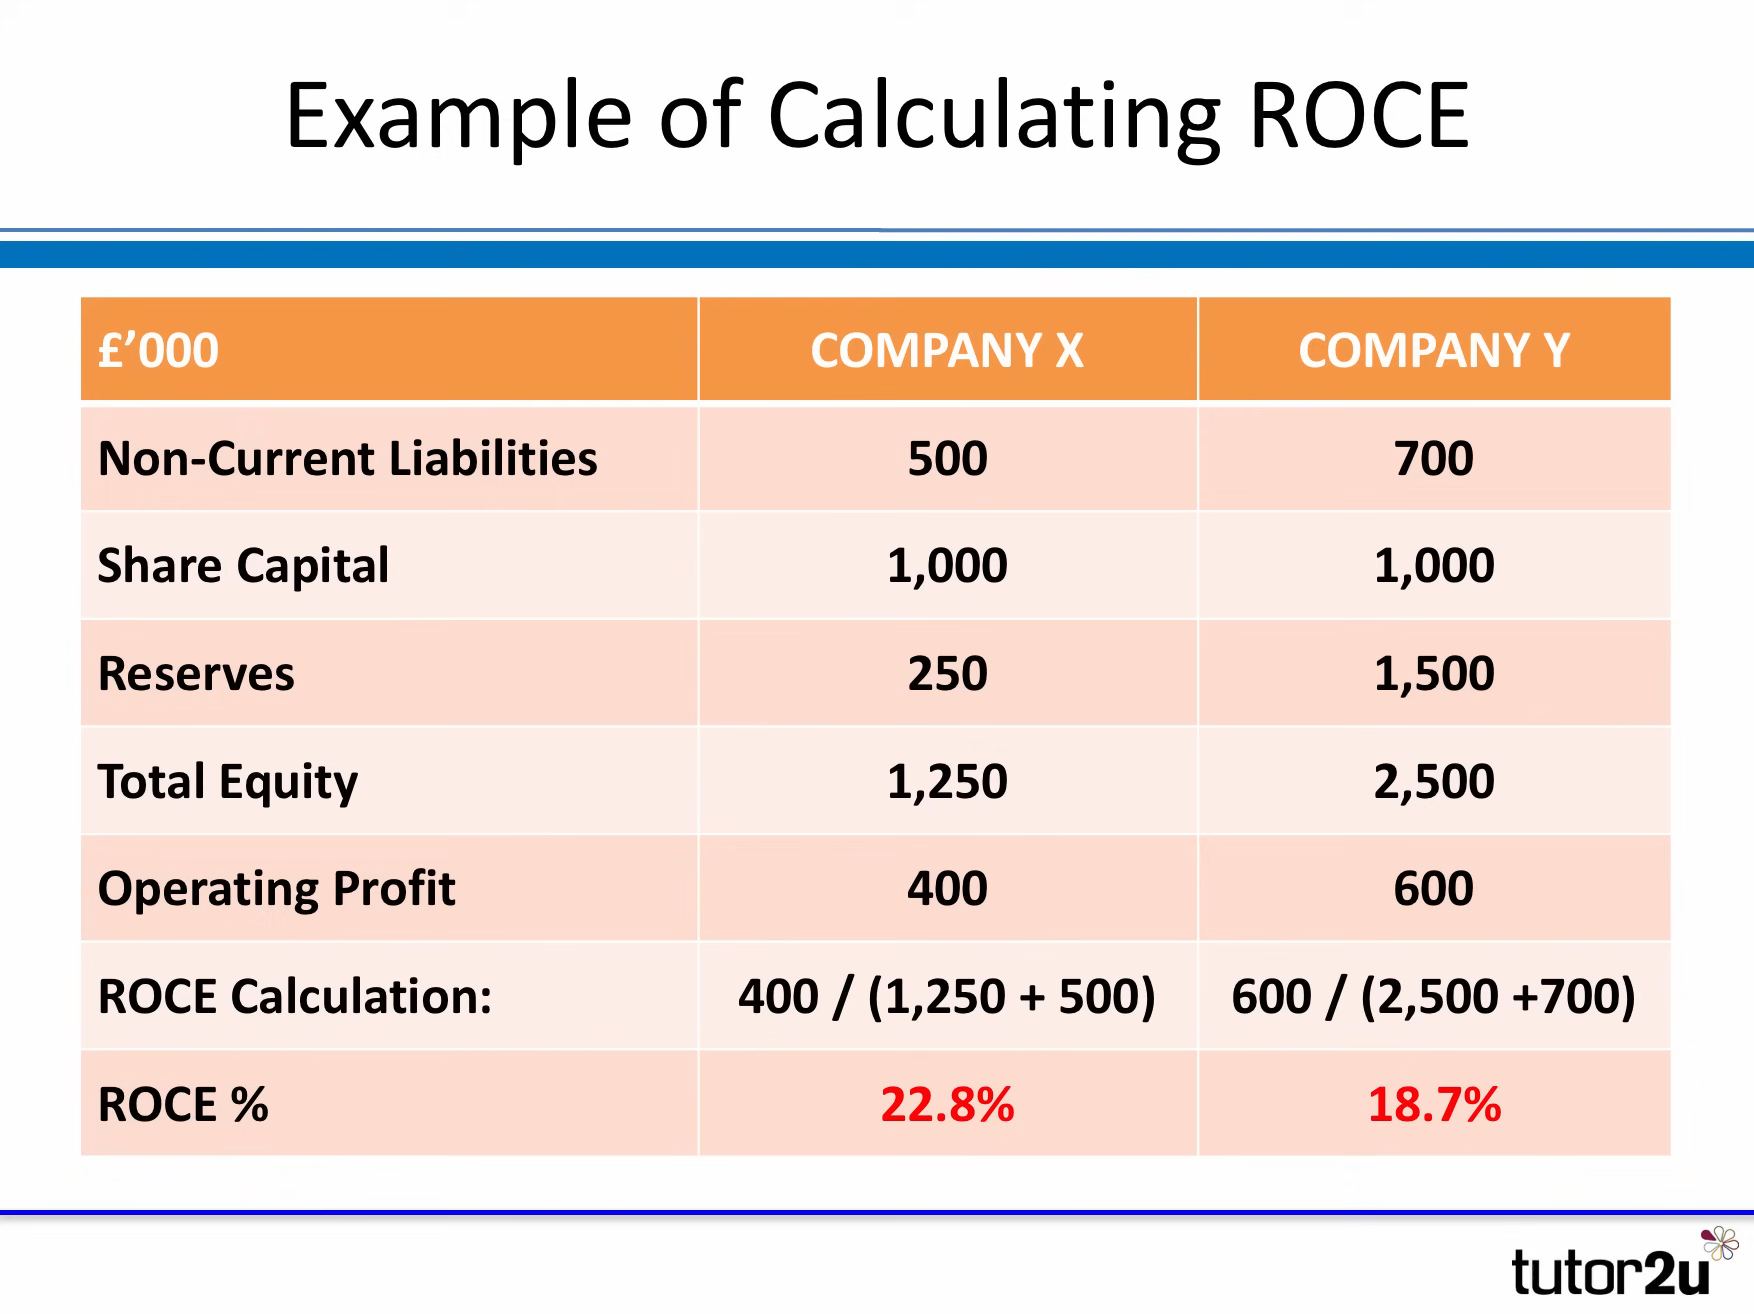 Example of Calculating ROCE
£’000 COMPANY X COMPANY Y
Non-Current Liabilities 500 700
Share Capital 1,000 1,000
Reserves 250 1,500
Total Equity 1,250 2,500
Operating Profit 400 600
ROCE Calculation: 400 / (1,250 + 500) 600 / (2,500 +700)
ROCE % 22.8% 18.7%
tutor2u